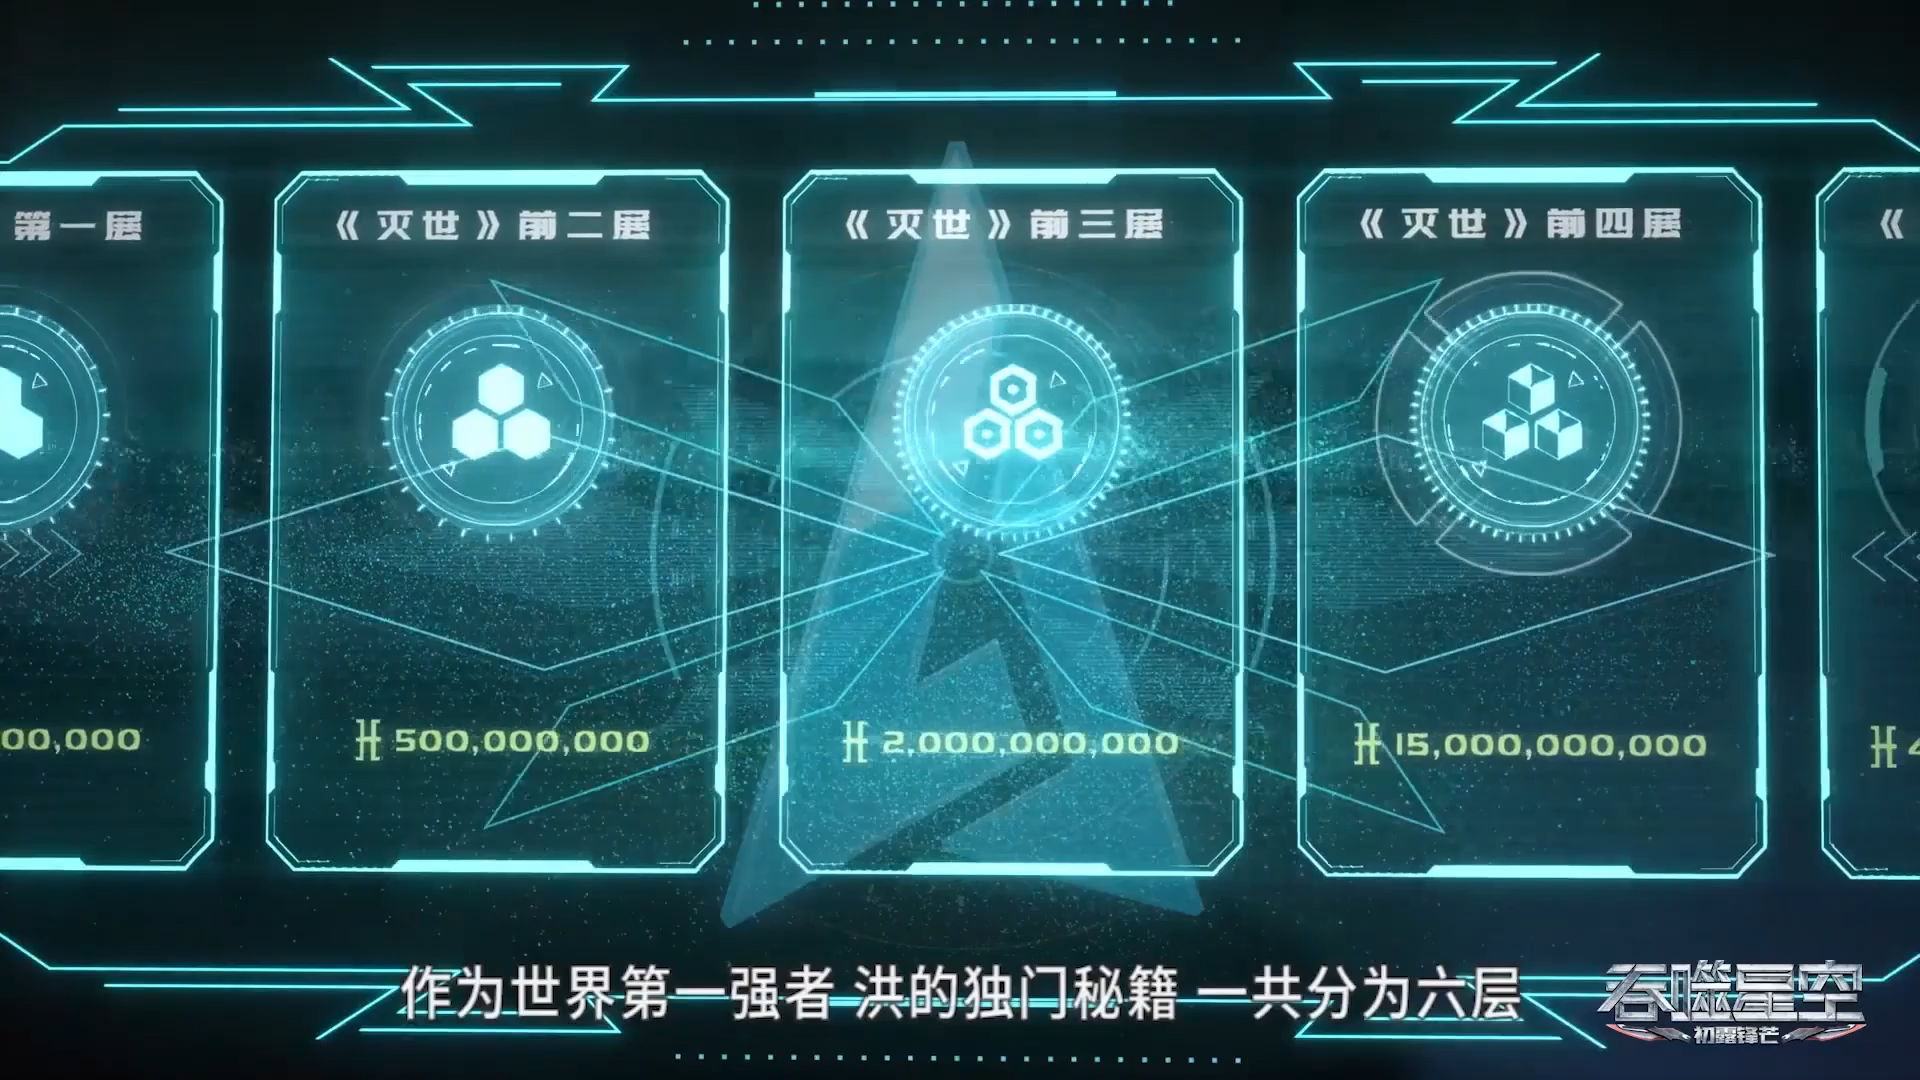 第一层
《灭世》前二层
《灭世》前三层
《灭世》前四层
《
00,000
500,000,000
2,000,000,000
15,000,000,000
4
作为世界第一强者 洪的独门秘籍 一共分为六层
吞噬星空
初露锋芒